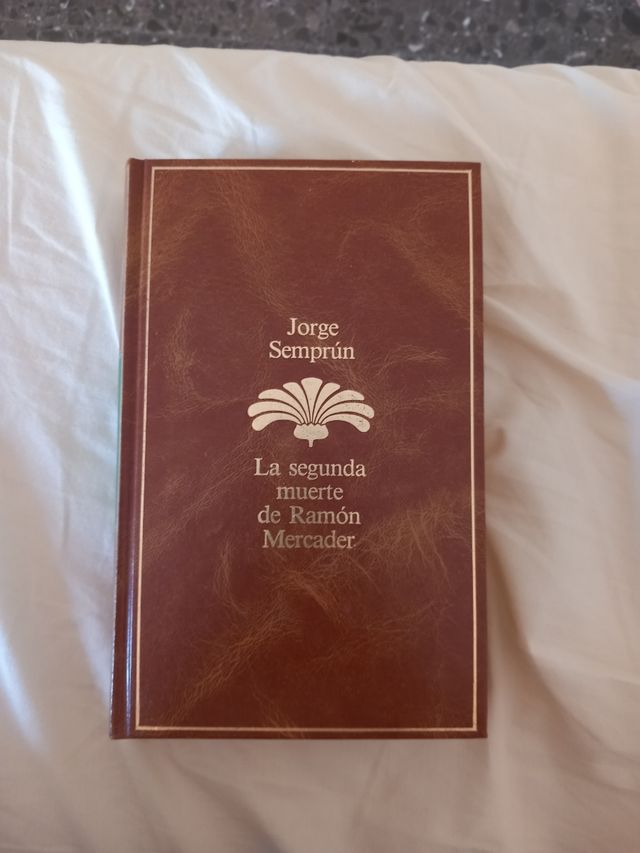 Jorge
Semprún
La segunda
muerte
de Ramón
Mercader